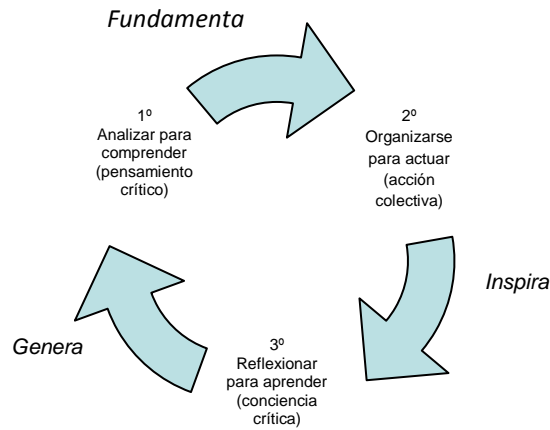 Fundamenta
1º
Analizar para
comprender
(pensamiento
crítico)
2º
Organizarse
para actuar
(acción
colectiva)
Inspira
3º
Reflexionar
para aprender
(conciencia
crítica)
Genera